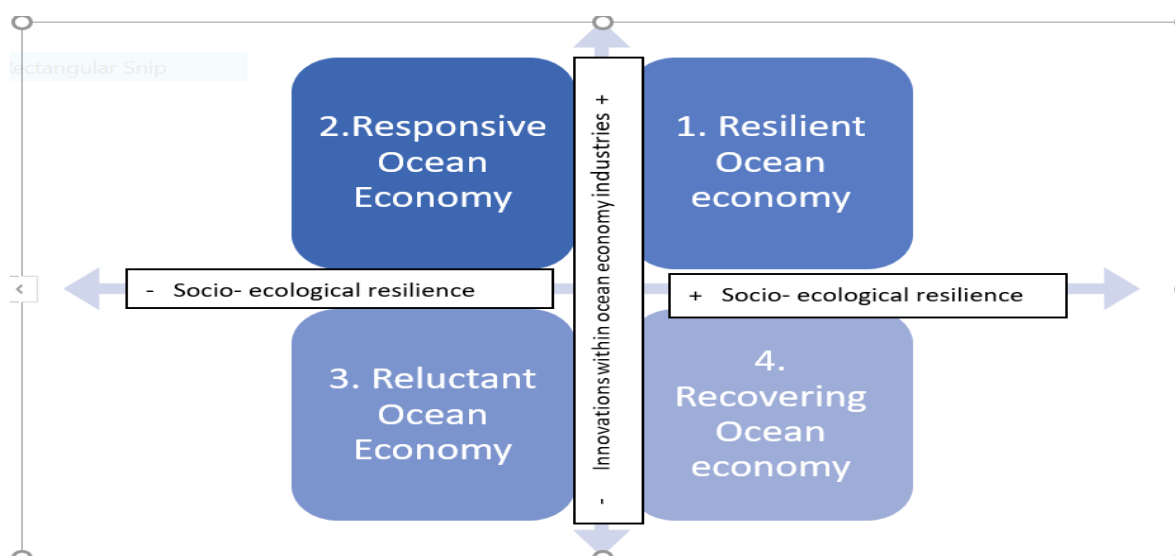 Rectangular Snip
2.Responsive
Ocean
Economy
1. Resilient
Ocean
economy
- Innovations within ocean economy industries +
- Socio- ecological resilience
+ Socio- ecological resilience
3. Reluctant
Ocean
Economy
4.
Recovering
Ocean
economy